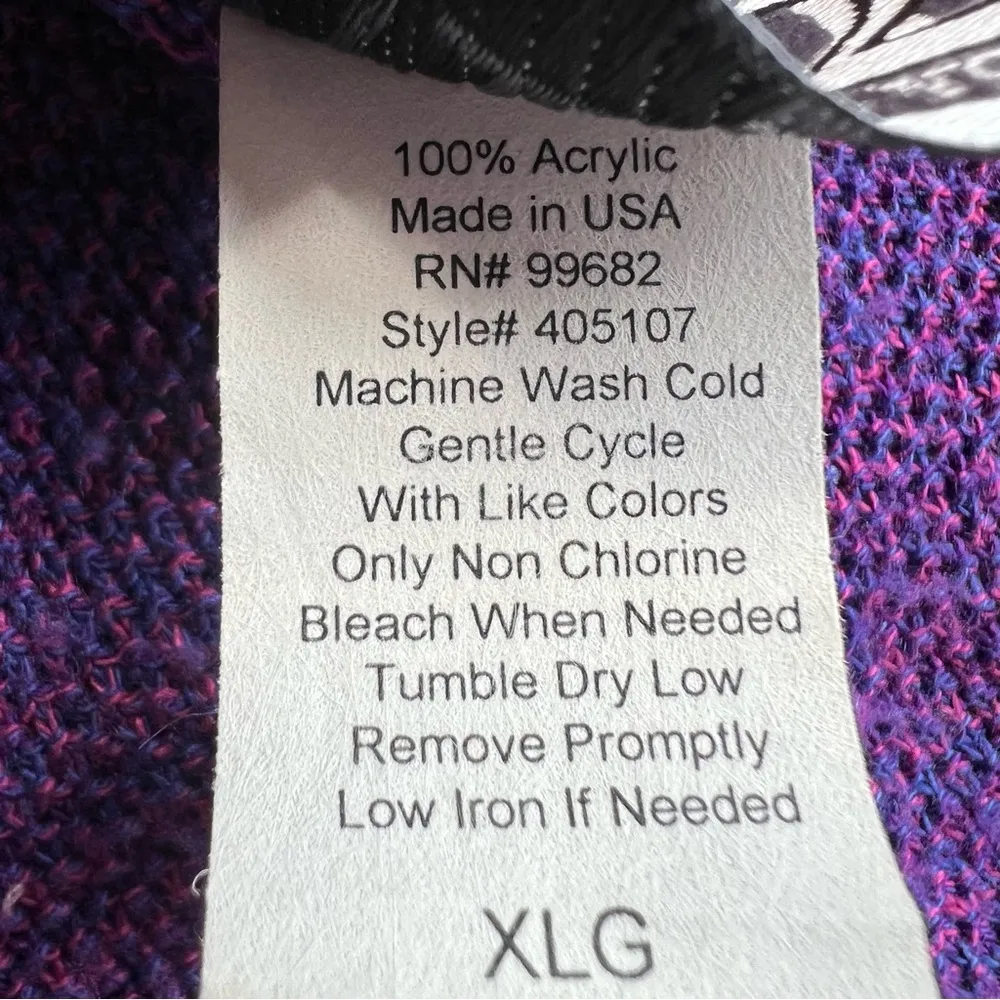 100% Acrylic
Made in USA
RN# 99682
Style# 405107
Machine Wash Cold
Gentle Cycle
With Like Colors
Only Non Chlorine
Bleach When Needed
Tumble Dry Low
Remove Promptly
Low Iron If Needed
XLG